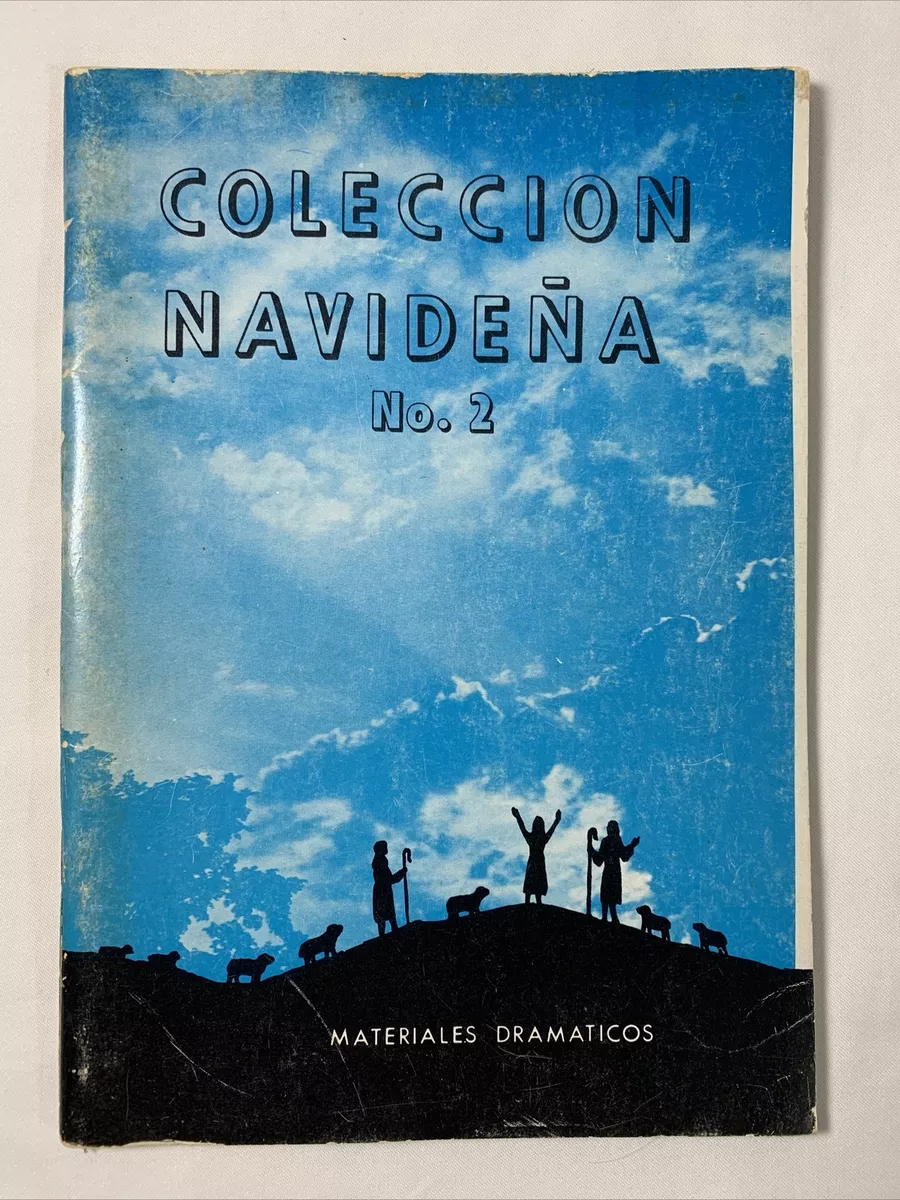 COLECCION
NAVIDEÑA
No. 2
MATERIALES DRAMATICOS